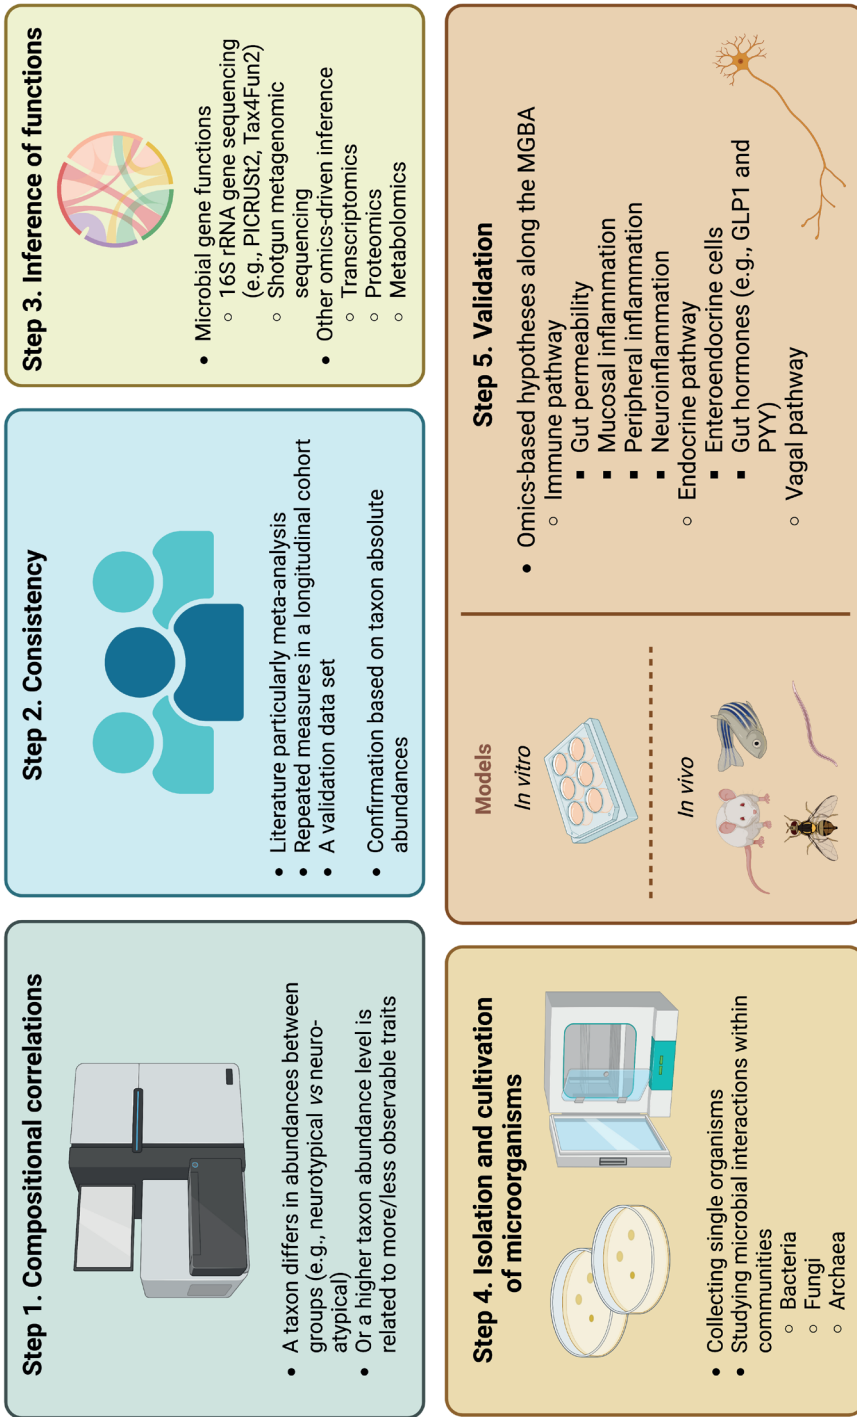 Step 1. Compositional correlations
● A taxon differs in abundances between
groups (e.g., neurotypical vs neuro-
atypical)
● Or a higher taxon abundance level is
related to more/less observable traits
Step 2. Consistency
● Literature particularly meta-analysis
● Repeated measures in a longitudinal cohort
● A validation data set
● Confirmation based on taxon absolute
abundances
Step 3. Inference of functions
● Microbial gene functions
○ 16S rRNA gene sequencing
(e.g., PICRUSt2, Tax4Fun2)
○ Shotgun metagenomic
sequencing
● Other omics-driven inference
○ Transcriptomics
○ Proteomics
○ Metabolomics
Step 4. Isolation and cultivation
of microorganisms
● Collecting single organisms
● Studying microbial interactions within
communities
○ Bacteria
○ Fungi
○ Archaea
Models
In vitro
In vivo
Step 5. Validation
● Omics-based hypotheses along the MGBA
○ Immune pathway
■ Gut permeability
■ Mucosal inflammation
■ Peripheral inflammation
■ Neuroinflammation
○ Endocrine pathway
■ Enteroendocrine cells
■ Gut hormones (e.g., GLP1 and
PYY)
○ Vagal pathway